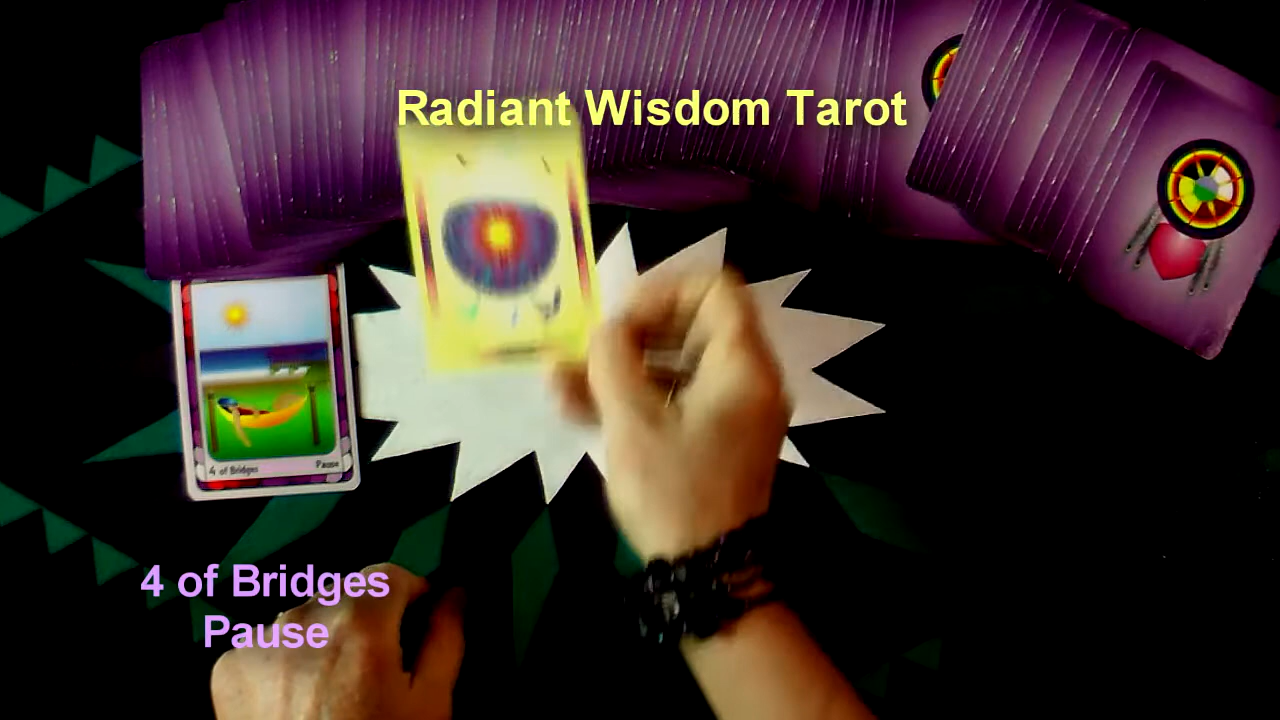 Radiant Wisdom Tarot
4 of Bridges Pause
4 of Bridges
Pause